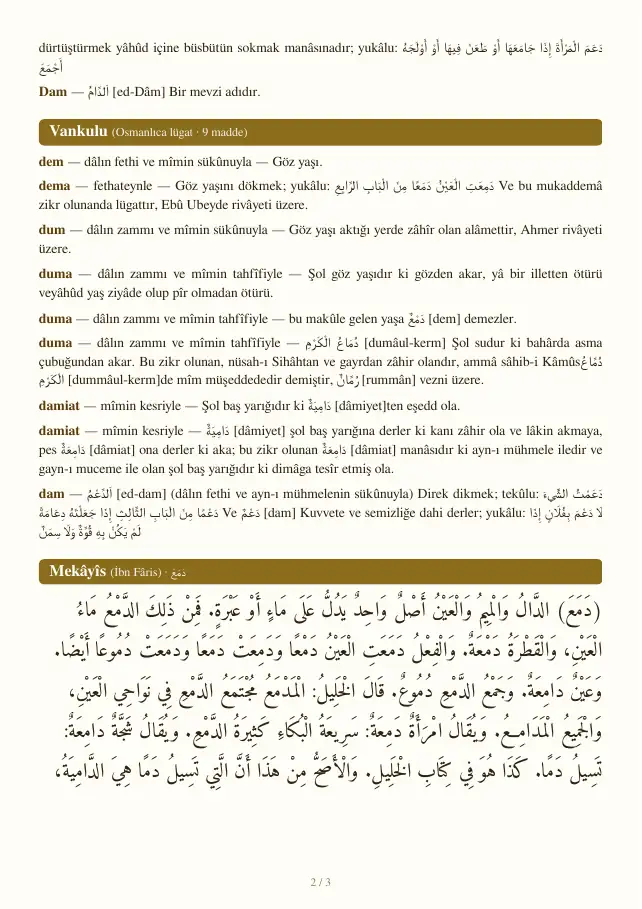 dürtüştürmek yâhûd içine büsbütün sokmak manâsınadır; yukâlu: دَعَمَ الْمَرْأَةَ إِذَا جَامَعَهَا أَوْ طَعَنَ فِيهَا أَوْ أَوْلَجَهُ
أَجْمَعَ
Dam — اَلدَّامُ [ed-Dâm] Bir mevzi adıdır.
Vankulu (Osmanlıca lügat · 9 madde)
dem — dâlın fethi ve mîmin sükûnuyla — Göz yaşı.
dema — fethateynle — Göz yaşını dökmek; yukâlu: دَمِعَتِ الْعَيْنُ دَمَعًا مِنَ الْبَابِ الرَّابِعِ Ve bu mukaddemâ
zikr olunanda lügattır, Ebû Ubeyde rivâyeti üzere.
dum — dâlın zammı ve mîmin sükûnuyla — Göz yaşı aktığı yerde zâhîr olan alâmettir, Ahmer rivâyeti
üzere.
duma — dâlın zammı ve mîmin tahfîfiyle — Şol göz yaşıdır ki gözden akar, yâ bir illetten ötürü
veyâhûd yaş ziyâde olup pîr olmadan ötürü.
duma — dâlın zammı ve mîmin tahfîfiyle — bu makûle gelen yaşa دَمْعٌ [dem] demezler.
duma — dâlın zammı ve mîmin tahfîfiyle — دُمَاعُ الْكَرْمِ [dumâul-kerm] Şol sudur ki bahârda asma
çubuğundan akar. Bu zikr olunan, nüsah-ı Sihâhtan ve gayrdan zâhir olandır, ammâ sâhib-i Kâmûs دُمَّاعُ
الْكَرْمِ [dummâul-kerm]de mîm müşeddededir demiştir, رُمَّانٌ [rummân] vezni üzere.
damiat — mîmin kesriyle — Şol baş yarığıdır ki دَامِيَةٌ [dâmiyet]ten eşedd ola.
damiat — mîmin kesriyle — دَامِيَةٌ [dâmiyet] şol baş yarığına derler ki kanı zâhir ola ve lâkin akmaya,
pes دَامِعَةٌ [dâmiat] ona derler ki aka; bu zikr olunan دَامِعَةٌ [dâmiat] manâsıdır ki ayn-ı mühmele iledir ve
gayn-ı muceme ile olan şol baş yarığıdır ki dimâga tesîr etmiş ola.
dam — اَلدَّعْمُ [ed-dam] (dâlın fethi ve ayn-ı mühmelenin sükûnuyla) Direk dikmek; tekûlu: دَعَمْتُ الشَّيْءَ
دَعْمًا مِنَ الْبَابِ الثَّالِثِ إِذَا جَعَلْتَهُ دِعَامَةً Ve دَعْمٌ [dam] Kuvvete ve semizliğe dahi derler; yukâlu: لَا دَعْمَ بِفُلَانٍ إِذَا
لَمْ يَكُنْ بِهِ قُوَّةٌ وَلَا سِمَنٌ
Mekâyîs (İbn Fâris) · دَمَعَ
(دَمَعَ) الدَّالُ وَالْمِيمُ وَالْعَيْنُ أَصْلٌ وَاحِدٌ يَدُلُّ عَلَى مَاءٍ أَوْ عَبْرَةٍ. فَمِنْ ذَلِكَ الدَّمْعُ مَاءُ
الْعَيْنِ، وَالْقَطْرَةُ دَمْعَةٌ. وَالْفِعْلُ دَمَعَتِ الْعَيْنُ دَمْعًا وَدَمِعَتْ دَمَعًا وَدَمَعَتْ دُمُوعًا أَيْضًا.
وَعَيْنٌ دَامِعَةٌ. وَجَمْعُ الدَّمْعِ دُمُوعٌ. قَالَ الْخَلِيلُ: الْمَدْمَعُ مُجْتَمَعُ الدَّمْعِ فِي نَوَاحِي الْعَيْنِ،
وَالْجَمِيعُ الْمَدَامِعُ. وَيُقَالُ امْرَأَةٌ دَمِعَةٌ: سَرِيعَةُ الْبُكَاءِ كَثِيرَةُ الدَّمْعِ. وَيُقَالُ شَجَّةٌ دَامِعَةٌ:
تَسِيلُ دَمًا. كَذَا هُوَ فِي كِتَابِ الْخَلِيلِ. وَالْأَصَحُّ مِنْ هَذَا أَنَّ الَّتِي تَسِيلُ دَمًا هِيَ الدَّامِيَةُ،
2 / 3